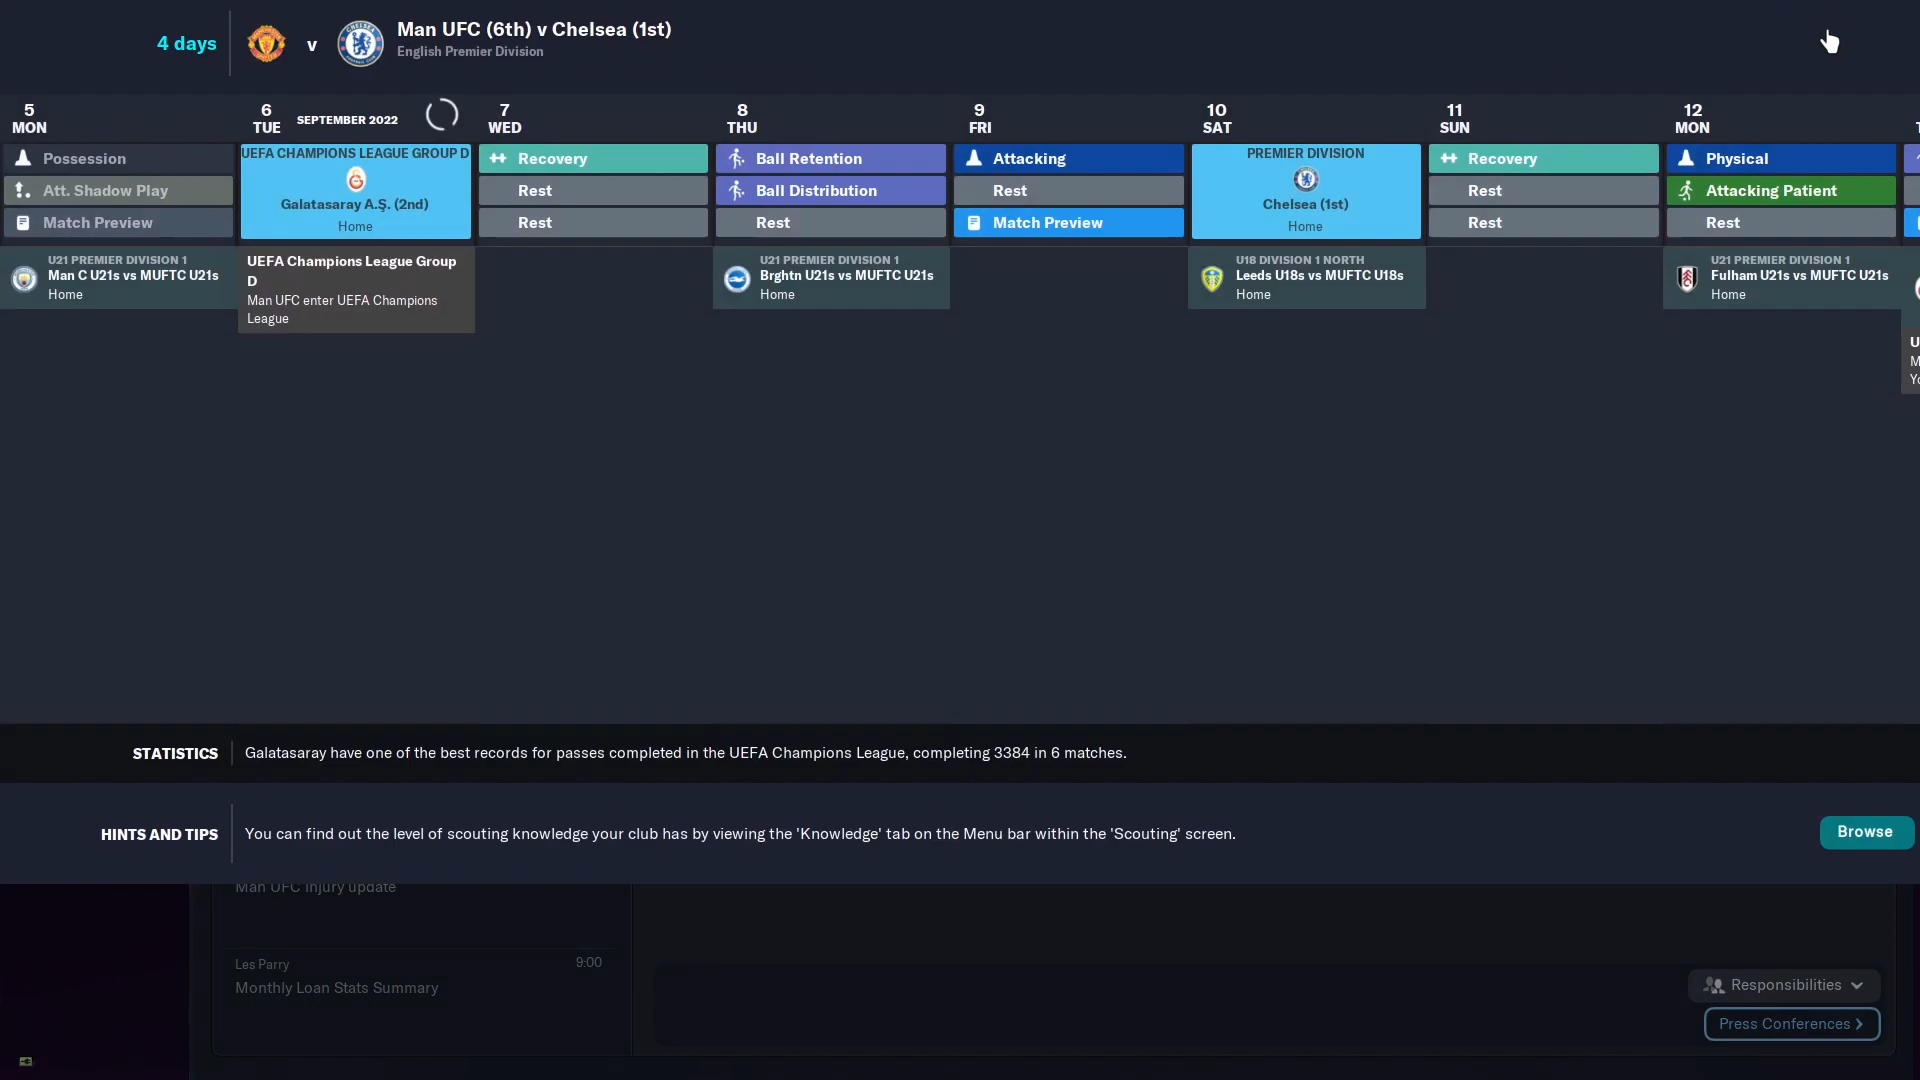 4 days
v
Man UFC (6th) v Chelsea (1st)
English Premier Division
5
MON
6
TUE
SEPTEMBER 2022
7
WED
8
THU
9
FRI
10
SAT
11
SUN
12
MON
Possession
Att. Shadow Play
Match Preview
UEFA CHAMPIONS LEAGUE GROUP D
Galatasaray A.Ş. (2nd)
Home
Recovery
Rest
Rest
Ball Retention
Ball Distribution
Rest
Attacking
Rest
Match Preview
PREMIER DIVISION
Chelsea (1st)
Home
Recovery
Rest
Rest
Physical
Attacking Patient
Rest
U21 PREMIER DIVISION 1
Man C U21s vs MUFTC U21s
Home
UEFA Champions League Group
D
Man UFC enter UEFA Champions
League
U21 PREMIER DIVISION 1
Brghtn U21s vs MUFTC U21s
Home
U18 DIVISION 1 NORTH
Leeds U18s vs MUFTC U18s
Home
U21 PREMIER DIVISION 1
Fulham U21s vs MUFTC U21s
Home
STATISTICS
Galatasaray have one of the best records for passes completed in the UEFA Champions League, completing 3384 in 6 matches.
HINTS AND TIPS
You can find out the level of scouting knowledge your club has by viewing the 'Knowledge' tab on the Menu bar within the 'Scouting' screen.
Browse
Man UFC injury update
Les Parry
9:00
Monthly Loan Stats Summary
Responsibilities
Press Conferences